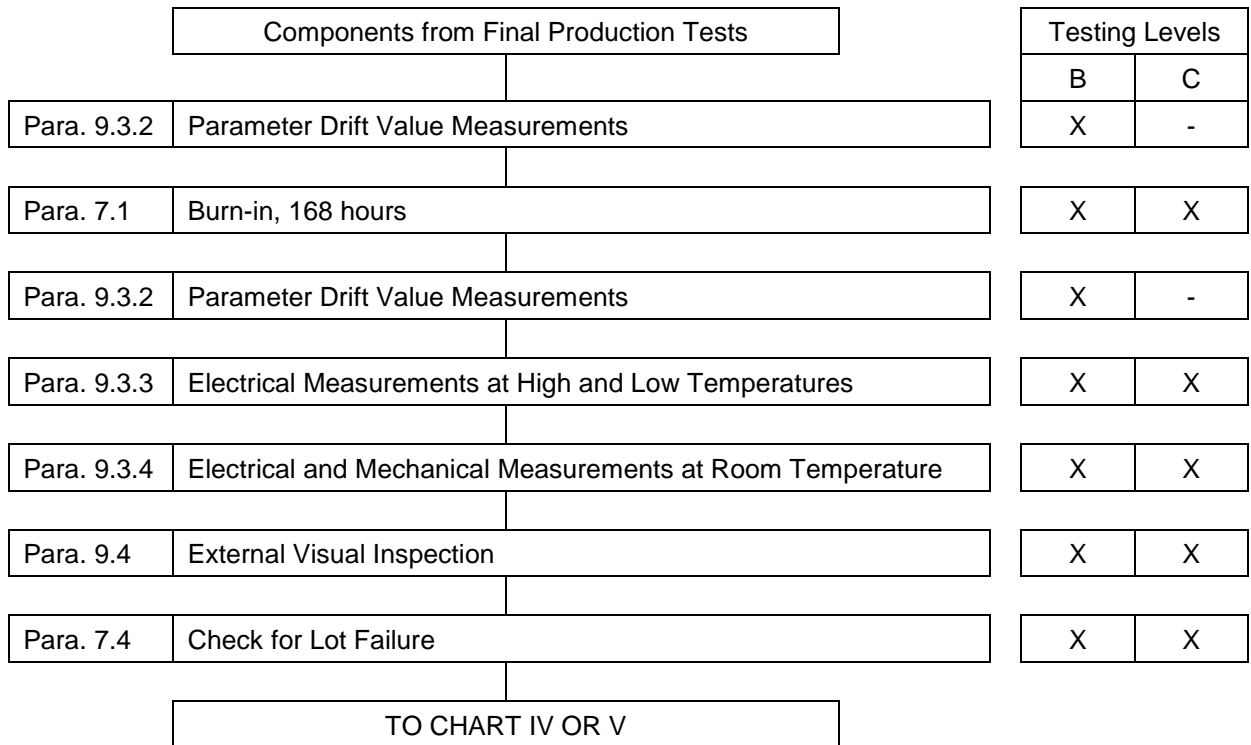 Components from Final Production Tests Testing Levels
B C
Para. 9.3.2 Parameter Drift Value Measurements X -
Para. 7.1 Burn-in, 168 hours X X
Para. 9.3.2 Parameter Drift Value Measurements X -
Para. 9.3.3 Electrical Measurements at High and Low Temperatures X X
Para. 9.3.4 Electrical and Mechanical Measurements at Room Temperature X X
Para. 9.4 External Visual Inspection X X
Para. 7.4 Check for Lot Failure X X
TO CHART IV OR V